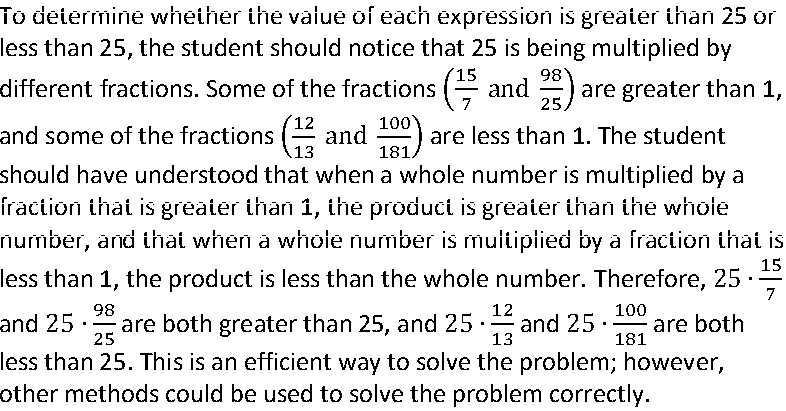 To determine whether the value of each expression is greater than 25 or
less than 25, the student should notice that 25 is being multiplied by
different fractions. Some of the fractions (15/7 and 98/25) are greater than 1,
and some of the fractions (12/13 and 100/181) are less than 1. The student
should have understood that when a whole number is multiplied by a
fraction that is greater than 1, the product is greater than the whole
number, and that when a whole number is multiplied by a fraction that is
less than 1, the product is less than the whole number. Therefore, 25 · 15/7
and 25 · 98/25 are both greater than 25, and 25 · 12/13 and 25 · 100/181 are both
less than 25. This is an efficient way to solve the problem; however,
other methods could be used to solve the problem correctly.